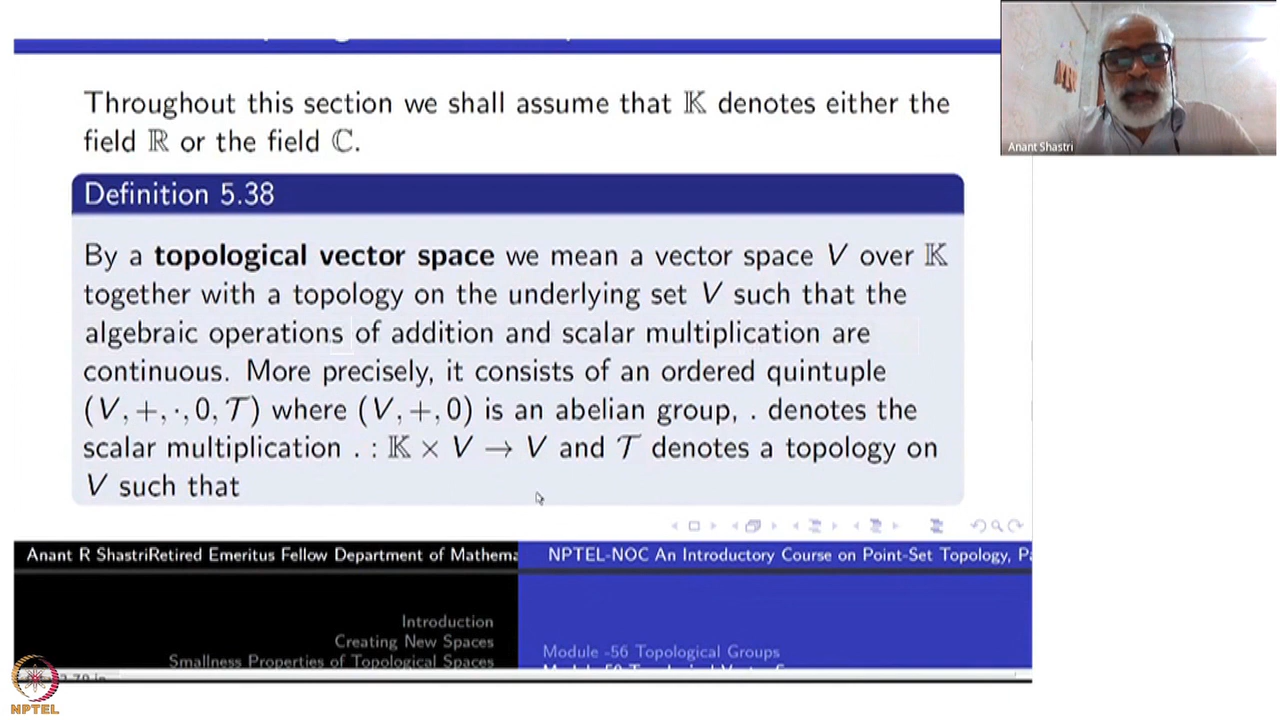 Throughout this section we shall assume that 𝕂 denotes either the
field ℝ or the field ℂ.
Definition 5.38
By a topological vector space we mean a vector space V over 𝕂
together with a topology on the underlying set V such that the
algebraic operations of addition and scalar multiplication are
continuous. More precisely, it consists of an ordered quintuple
(V, +, ·, 0, 𝒯) where (V, +, 0) is an abelian group, . denotes the
scalar multiplication . : 𝕂 × V → V and 𝒯 denotes a topology on
V such that
Anant Shastri
Anant R ShastriRetired Emeritus Fellow Department of Mathema
NPTEL-NOC An Introductory Course on Point-Set Topology, Pa
Introduction
Creating New Spaces
Smallness Properties of Topological Spaces
Module -56 Topological Groups
NPTEL